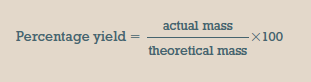 Percentage yield = actual mass / theoretical mass ×100